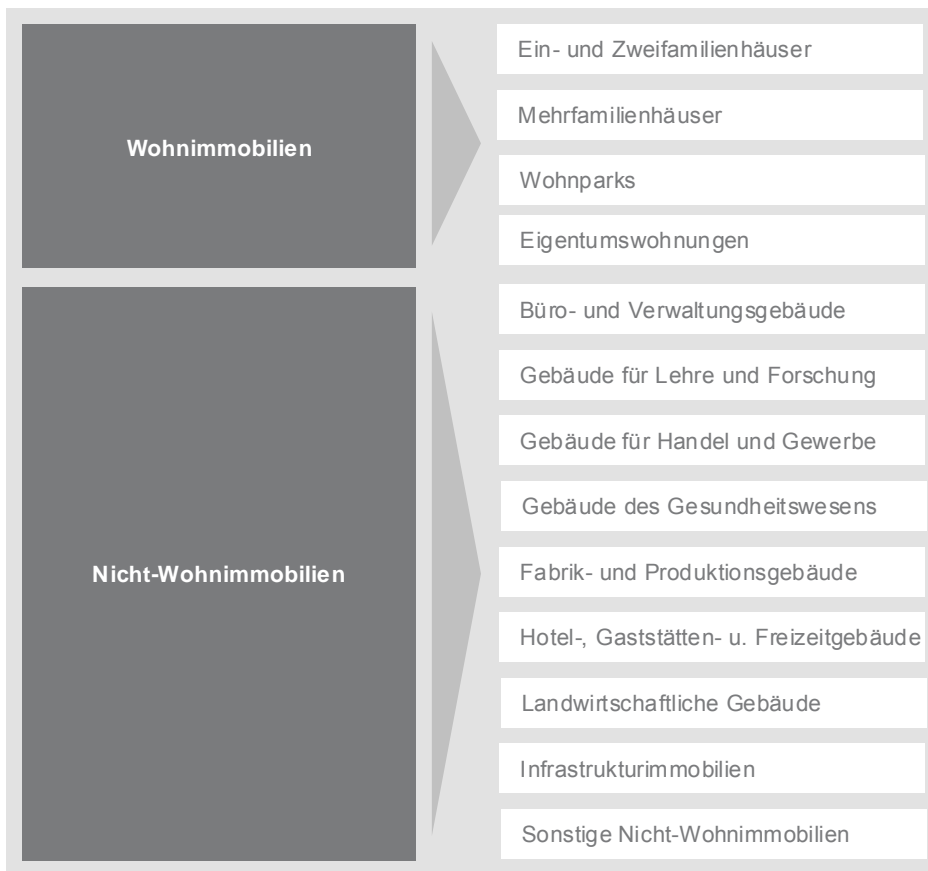 Wohnimmobilien
Ein- und Zweifamilienhäuser
Mehrfamilienhäuser
Wohnparks
Eigentumswohnungen
Nicht-Wohnimmobilien
Büro- und Verwaltungsgebäude
Gebäude für Lehre und Forschung
Gebäude für Handel und Gewerbe
Gebäude des Gesundheitswesens
Fabrik- und Produktionsgebäude
Hotel-, Gaststätten- u. Freizeitgebäude
Landwirtschaftliche Gebäude
Infrastrukturimmobilien
Sonstige Nicht-Wohnimmobilien